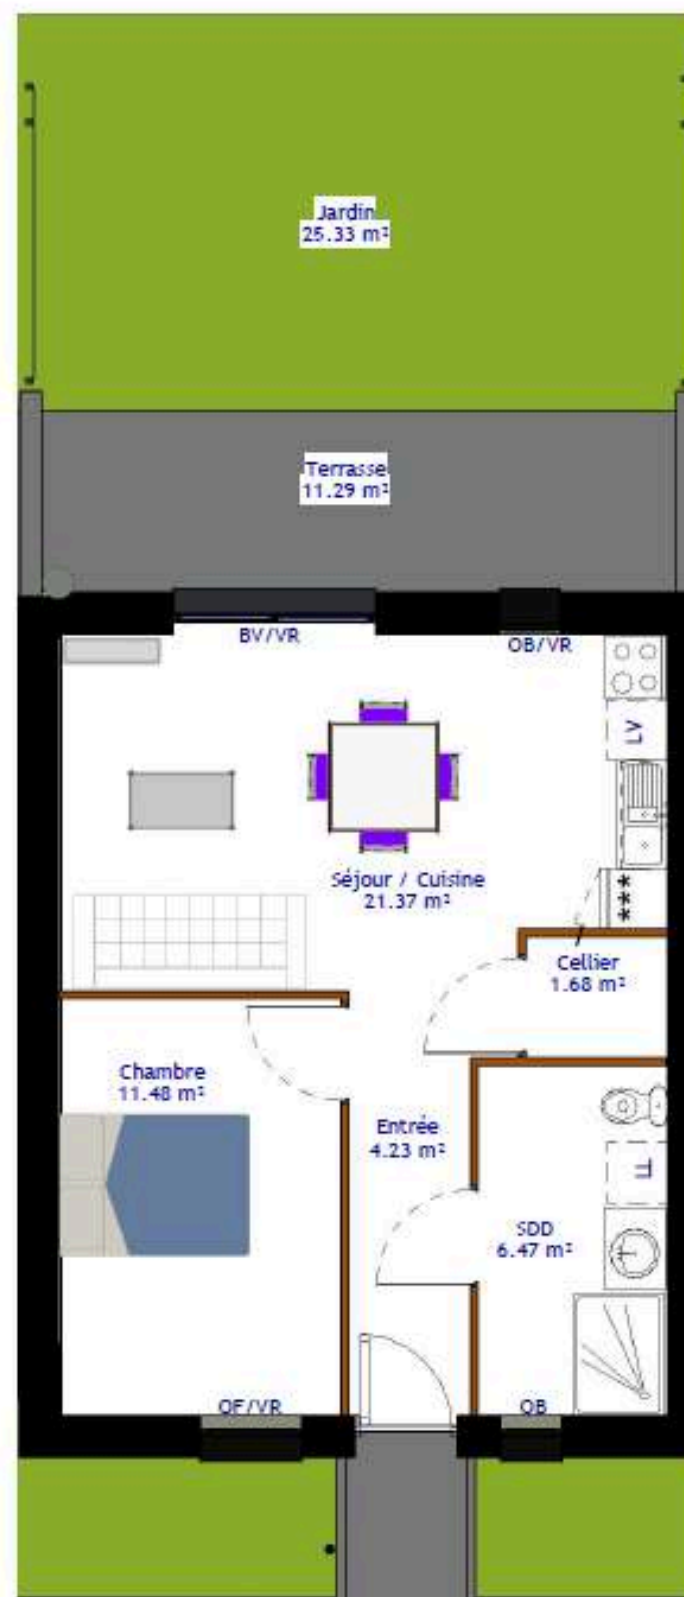 Jardin
25.33 m²
Terrasse
11.29 m²
BV/VR
OB/VR
LV
Séjour / Cuisine
21.37 m²
***
Cellier
1.68 m²
Chambre
11.48 m²
Entrée
4.23 m²
LL
SDD
6.47 m²
OF/VR
OB